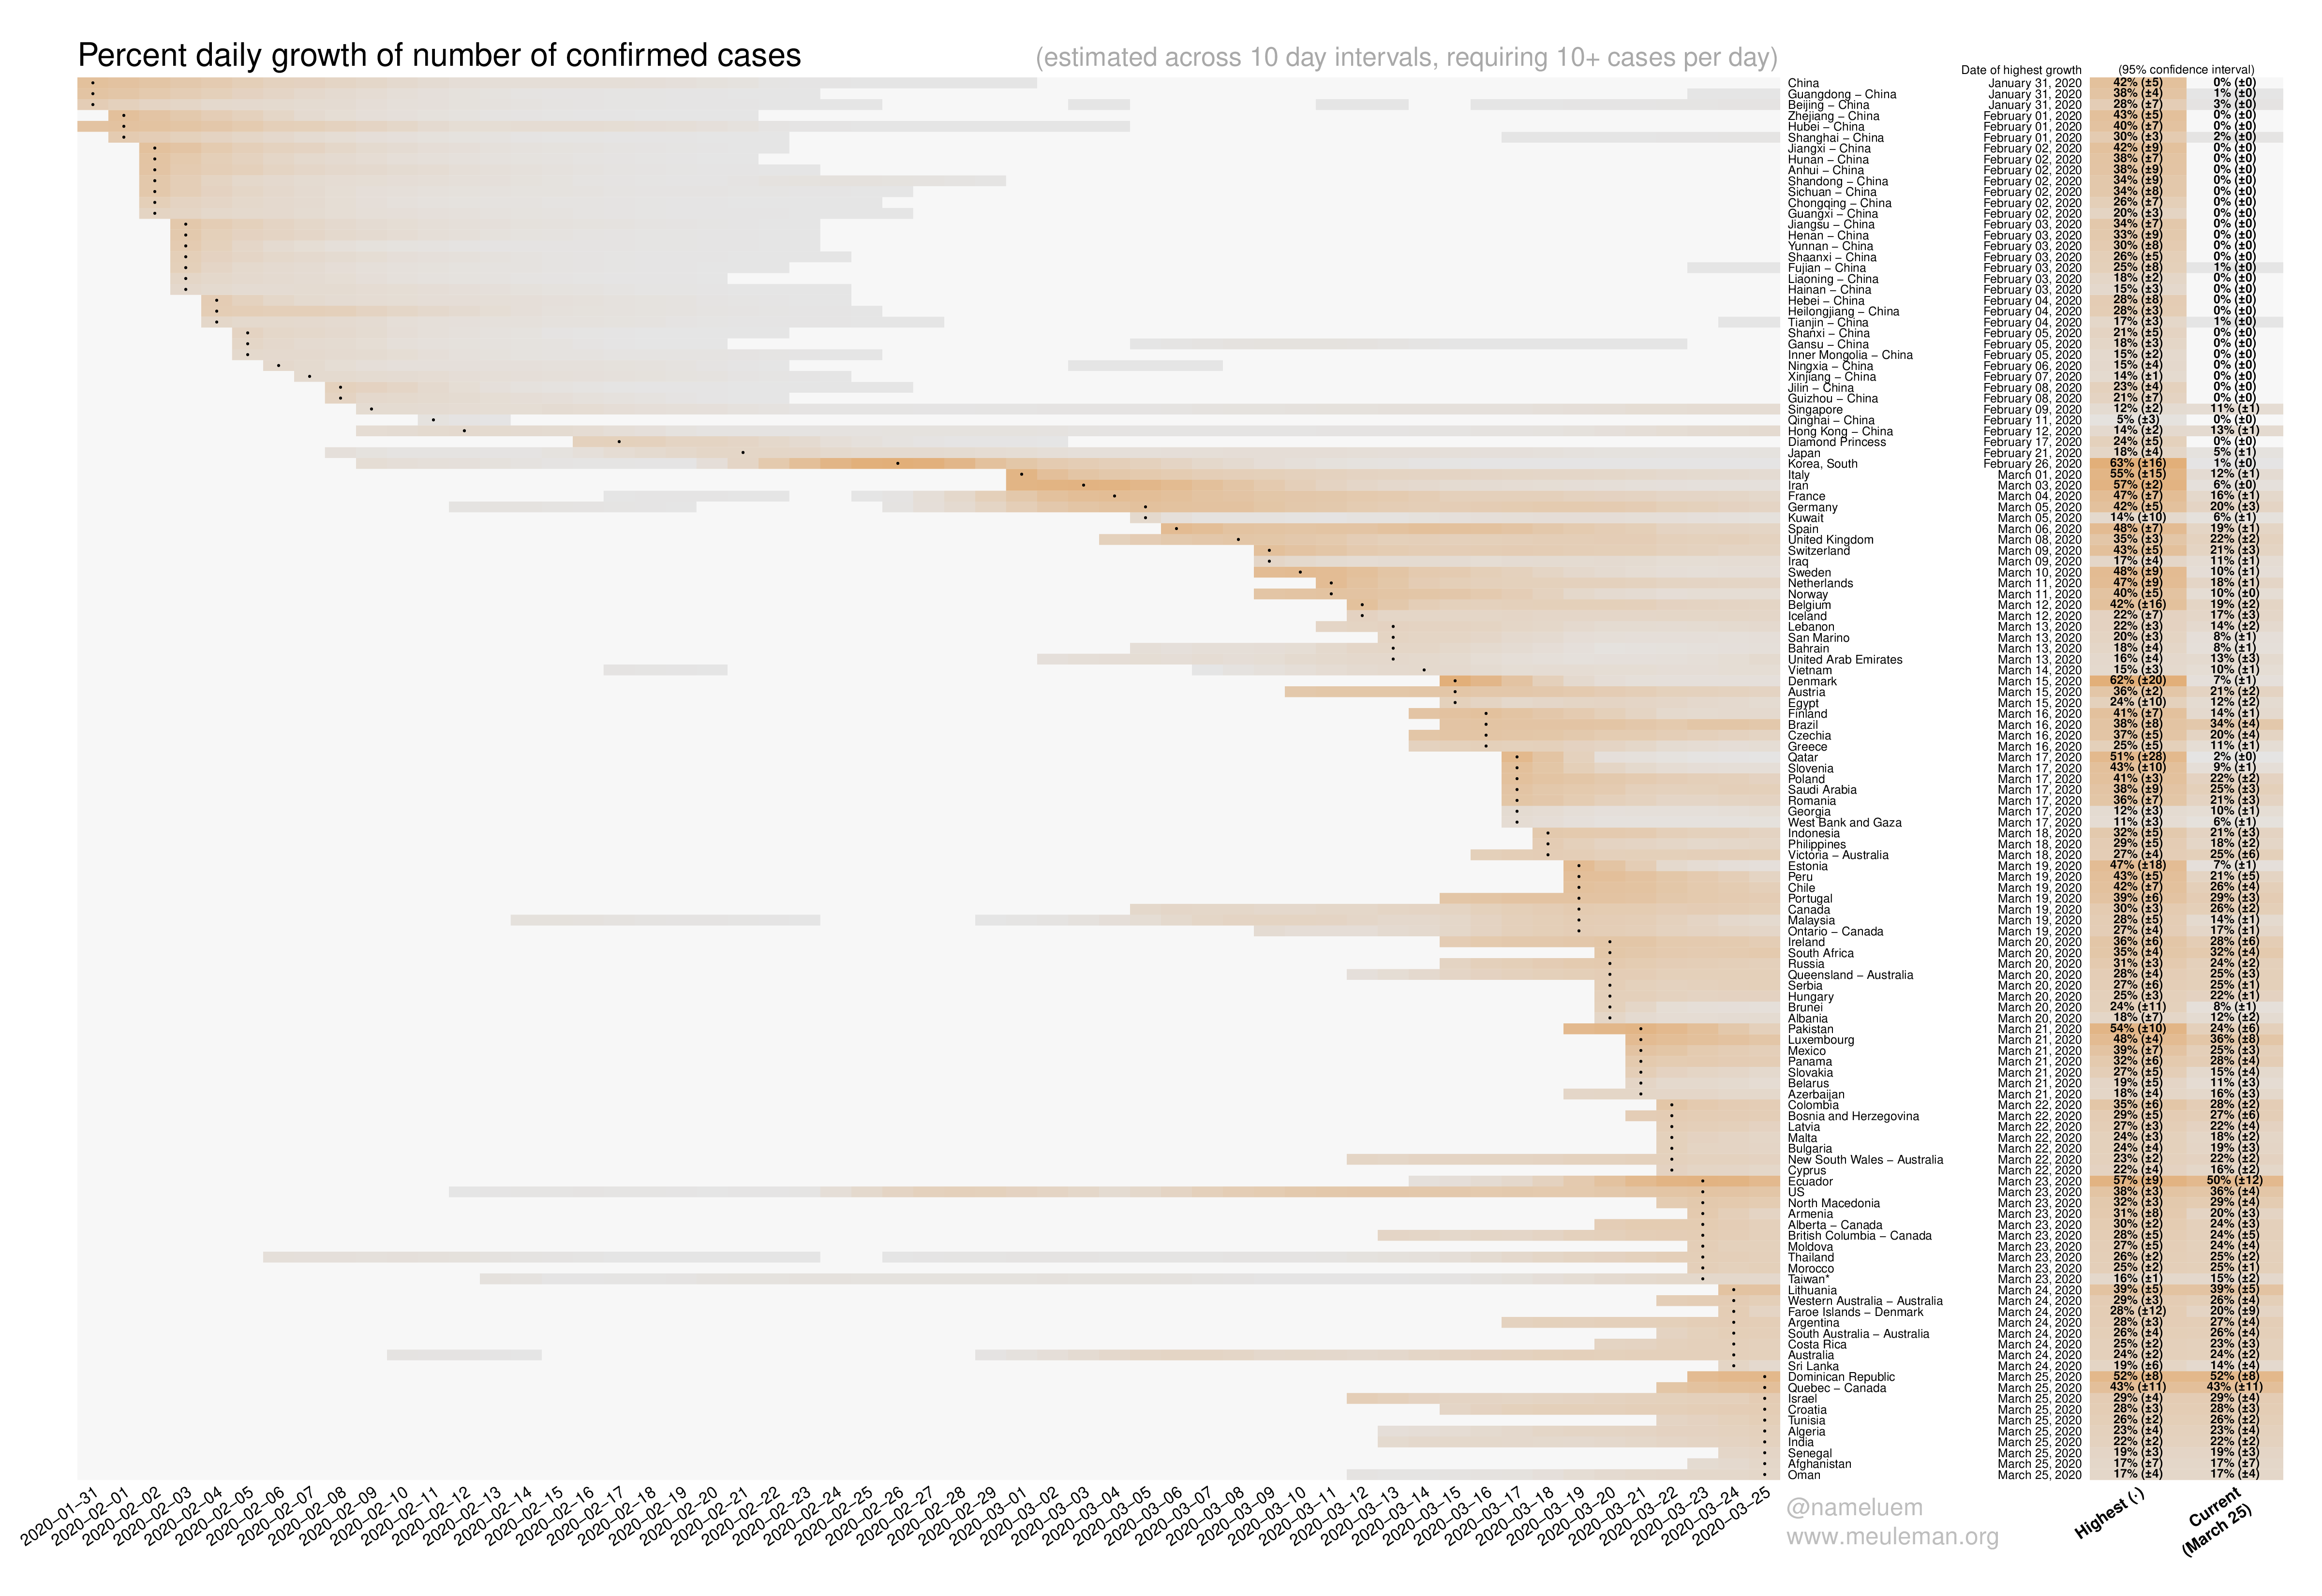 Percent daily growth of number of confirmed cases (estimated across 10 day intervals, requiring 10+ cases per day)
Date of highest growth (95% confidence interval)
China January 31, 2020 42% (±5) 0% (±0)
Guangdong − China January 31, 2020 38% (±4) 1% (±0)
Beijing − China January 31, 2020 28% (±7) 3% (±0)
Zhejiang − China February 01, 2020 43% (±5) 0% (±0)
Hubei − China February 01, 2020 40% (±7) 0% (±0)
Shanghai − China February 01, 2020 30% (±3) 2% (±0)
Jiangxi − China February 02, 2020 42% (±9) 0% (±0)
Hunan − China February 02, 2020 38% (±7) 0% (±0)
Anhui − China February 02, 2020 38% (±9) 0% (±0)
Shandong − China February 02, 2020 34% (±9) 0% (±0)
Sichuan − China February 02, 2020 34% (±8) 0% (±0)
Chongqing − China February 02, 2020 26% (±7) 0% (±0)
Guangxi − China February 02, 2020 20% (±3) 0% (±0)
Jiangsu − China February 03, 2020 34% (±7) 0% (±0)
Henan − China February 03, 2020 33% (±9) 0% (±0)
Yunnan − China February 03, 2020 30% (±8) 0% (±0)
Shaanxi − China February 03, 2020 26% (±5) 0% (±0)
Fujian − China February 03, 2020 25% (±8) 1% (±0)
Liaoning − China February 03, 2020 18% (±2) 0% (±0)
Hainan − China February 03, 2020 15% (±3) 0% (±0)
Hebei − China February 04, 2020 28% (±8) 0% (±0)
Heilongjiang − China February 04, 2020 28% (±3) 0% (±0)
Tianjin − China February 04, 2020 17% (±3) 1% (±0)
Shanxi − China February 05, 2020 21% (±5) 0% (±0)
Gansu − China February 05, 2020 18% (±3) 0% (±0)
Inner Mongolia − China February 05, 2020 15% (±2) 0% (±0)
Ningxia − China February 06, 2020 15% (±4) 0% (±0)
Xinjiang − China February 07, 2020 14% (±1) 0% (±0)
Jilin − China February 08, 2020 23% (±4) 0% (±0)
Guizhou − China February 08, 2020 21% (±7) 0% (±0)
Singapore February 09, 2020 12% (±2) 11% (±1)
Qinghai − China February 11, 2020 5% (±3) 0% (±0)
Hong Kong − China February 12, 2020 14% (±2) 13% (±1)
Diamond Princess February 17, 2020 24% (±5) 0% (±0)
Japan February 21, 2020 18% (±4) 5% (±1)
Korea, South February 26, 2020 63% (±16) 1% (±0)
Italy March 01, 2020 55% (±15) 12% (±1)
Iran March 03, 2020 57% (±2) 6% (±0)
France March 04, 2020 47% (±7) 16% (±1)
Germany March 05, 2020 42% (±5) 20% (±3)
Kuwait March 05, 2020 14% (±10) 6% (±1)
Spain March 06, 2020 48% (±7) 19% (±1)
United Kingdom March 08, 2020 35% (±3) 22% (±2)
Switzerland March 09, 2020 43% (±5) 21% (±3)
Iraq March 09, 2020 17% (±4) 11% (±1)
Sweden March 10, 2020 48% (±9) 10% (±1)
Netherlands March 11, 2020 47% (±9) 18% (±1)
Norway March 11, 2020 40% (±5) 10% (±0)
Belgium March 12, 2020 42% (±16) 19% (±2)
Iceland March 12, 2020 22% (±7) 17% (±3)
Lebanon March 13, 2020 22% (±3) 14% (±2)
San Marino March 13, 2020 20% (±3) 8% (±1)
Bahrain March 13, 2020 18% (±4) 8% (±1)
United Arab Emirates March 13, 2020 16% (±4) 13% (±3)
Vietnam March 14, 2020 15% (±3) 10% (±1)
Denmark March 15, 2020 62% (±20) 7% (±1)
Austria March 15, 2020 36% (±2) 21% (±2)
Egypt March 15, 2020 24% (±10) 12% (±2)
Finland March 16, 2020 41% (±7) 14% (±1)
Brazil March 16, 2020 38% (±8) 34% (±4)
Czechia March 16, 2020 37% (±5) 20% (±4)
Greece March 16, 2020 25% (±5) 11% (±1)
Qatar March 17, 2020 51% (±28) 2% (±0)
Slovenia March 17, 2020 43% (±10) 9% (±1)
Poland March 17, 2020 41% (±3) 22% (±2)
Saudi Arabia March 17, 2020 38% (±9) 25% (±3)
Romania March 17, 2020 36% (±7) 21% (±3)
Georgia March 17, 2020 12% (±3) 10% (±1)
West Bank and Gaza March 17, 2020 11% (±3) 6% (±1)
Indonesia March 18, 2020 32% (±5) 21% (±3)
Philippines March 18, 2020 29% (±5) 18% (±2)
Victoria − Australia March 18, 2020 27% (±4) 25% (±6)
Estonia March 19, 2020 47% (±18) 7% (±1)
Peru March 19, 2020 43% (±5) 21% (±5)
Chile March 19, 2020 42% (±7) 26% (±4)
Portugal March 19, 2020 39% (±6) 29% (±3)
Canada March 19, 2020 30% (±3) 26% (±2)
Malaysia March 19, 2020 28% (±5) 14% (±1)
Ontario − Canada March 19, 2020 27% (±4) 17% (±1)
Ireland March 20, 2020 36% (±6) 28% (±6)
South Africa March 20, 2020 35% (±4) 32% (±4)
Russia March 20, 2020 31% (±3) 24% (±2)
Queensland − Australia March 20, 2020 28% (±4) 25% (±3)
Serbia March 20, 2020 27% (±6) 25% (±1)
Hungary March 20, 2020 25% (±3) 22% (±1)
Brunei March 20, 2020 24% (±11) 8% (±1)
Albania March 20, 2020 18% (±7) 12% (±2)
Pakistan March 21, 2020 54% (±10) 24% (±6)
Luxembourg March 21, 2020 48% (±4) 36% (±8)
Mexico March 21, 2020 39% (±7) 25% (±3)
Panama March 21, 2020 32% (±6) 28% (±4)
Slovakia March 21, 2020 27% (±5) 15% (±4)
Belarus March 21, 2020 19% (±5) 11% (±3)
Azerbaijan March 21, 2020 18% (±4) 16% (±3)
Colombia March 22, 2020 35% (±6) 28% (±2)
Bosnia and Herzegovina March 22, 2020 29% (±5) 27% (±6)
Latvia March 22, 2020 27% (±3) 22% (±4)
Malta March 22, 2020 24% (±3) 18% (±2)
Bulgaria March 22, 2020 24% (±4) 19% (±3)
New South Wales − Australia March 22, 2020 23% (±2) 22% (±2)
Cyprus March 22, 2020 22% (±4) 16% (±2)
Ecuador March 23, 2020 57% (±9) 50% (±12)
US March 23, 2020 38% (±3) 36% (±4)
North Macedonia March 23, 2020 32% (±3) 29% (±4)
Armenia March 23, 2020 31% (±8) 20% (±3)
Alberta − Canada March 23, 2020 30% (±2) 24% (±3)
British Columbia − Canada March 23, 2020 28% (±5) 24% (±5)
Moldova March 23, 2020 27% (±5) 24% (±4)
Thailand March 23, 2020 26% (±2) 25% (±2)
Morocco March 23, 2020 25% (±2) 25% (±1)
Taiwan* March 23, 2020 16% (±1) 15% (±2)
Lithuania March 24, 2020 39% (±5) 39% (±5)
Western Australia − Australia March 24, 2020 29% (±3) 26% (±4)
Faroe Islands − Denmark March 24, 2020 28% (±12) 20% (±9)
Argentina March 24, 2020 28% (±3) 27% (±4)
South Australia − Australia March 24, 2020 26% (±4) 26% (±4)
Costa Rica March 24, 2020 25% (±2) 23% (±3)
Australia March 24, 2020 24% (±2) 24% (±2)
Sri Lanka March 24, 2020 19% (±6) 14% (±4)
Dominican Republic March 25, 2020 52% (±8) 52% (±8)
Quebec − Canada March 25, 2020 43% (±11) 43% (±11)
Israel March 25, 2020 29% (±4) 29% (±4)
Croatia March 25, 2020 28% (±3) 28% (±3)
Tunisia March 25, 2020 26% (±2) 26% (±2)
Algeria March 25, 2020 23% (±4) 23% (±4)
India March 25, 2020 22% (±2) 22% (±2)
Senegal March 25, 2020 19% (±3) 19% (±3)
Afghanistan March 25, 2020 17% (±7) 17% (±7)
Oman March 25, 2020 17% (±4) 17% (±4)
2020−01−31
2020−02−01
2020−02−02
2020−02−03
2020−02−04
2020−02−05
2020−02−06
2020−02−07
2020−02−08
2020−02−09
2020−02−10
2020−02−11
2020−02−12
2020−02−13
2020−02−14
2020−02−15
2020−02−16
2020−02−17
2020−02−18
2020−02−19
2020−02−20
2020−02−21
2020−02−22
2020−02−23
2020−02−24
2020−02−25
2020−02−26
2020−02−27
2020−02−28
2020−02−29
2020−03−01
2020−03−02
2020−03−03
2020−03−04
2020−03−05
2020−03−06
2020−03−07
2020−03−08
2020−03−09
2020−03−10
2020−03−11
2020−03−12
2020−03−13
2020−03−14
2020−03−15
2020−03−16
2020−03−17
2020−03−18
2020−03−19
2020−03−20
2020−03−21
2020−03−22
2020−03−23
2020−03−24
2020−03−25
@nameluem
www.meuleman.org
Highest (·)
Current
(March 25)